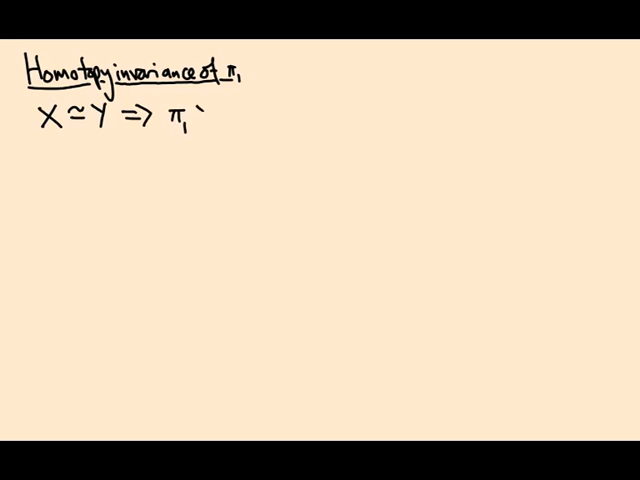 Homotopy invariance of π₁
X ≃ Y ⇒ π₁